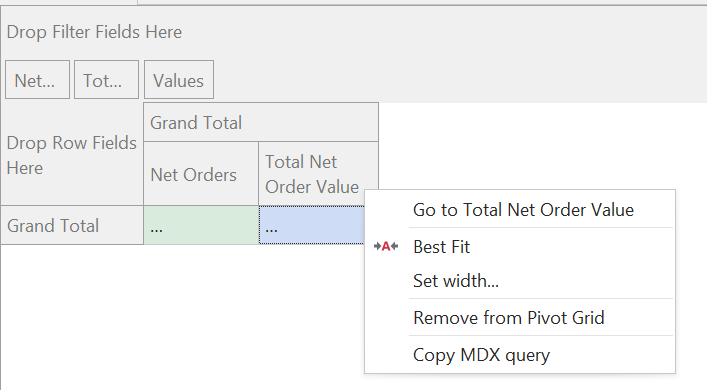 Drop Filter Fields Here
Net... Tot... Values
Grand Total
Drop Row Fields
Here
Net Orders
Total Net
Order Value
Grand Total ... ...
Go to Total Net Order Value
A
Best Fit
Set width...
Remove from Pivot Grid
Copy MDX query